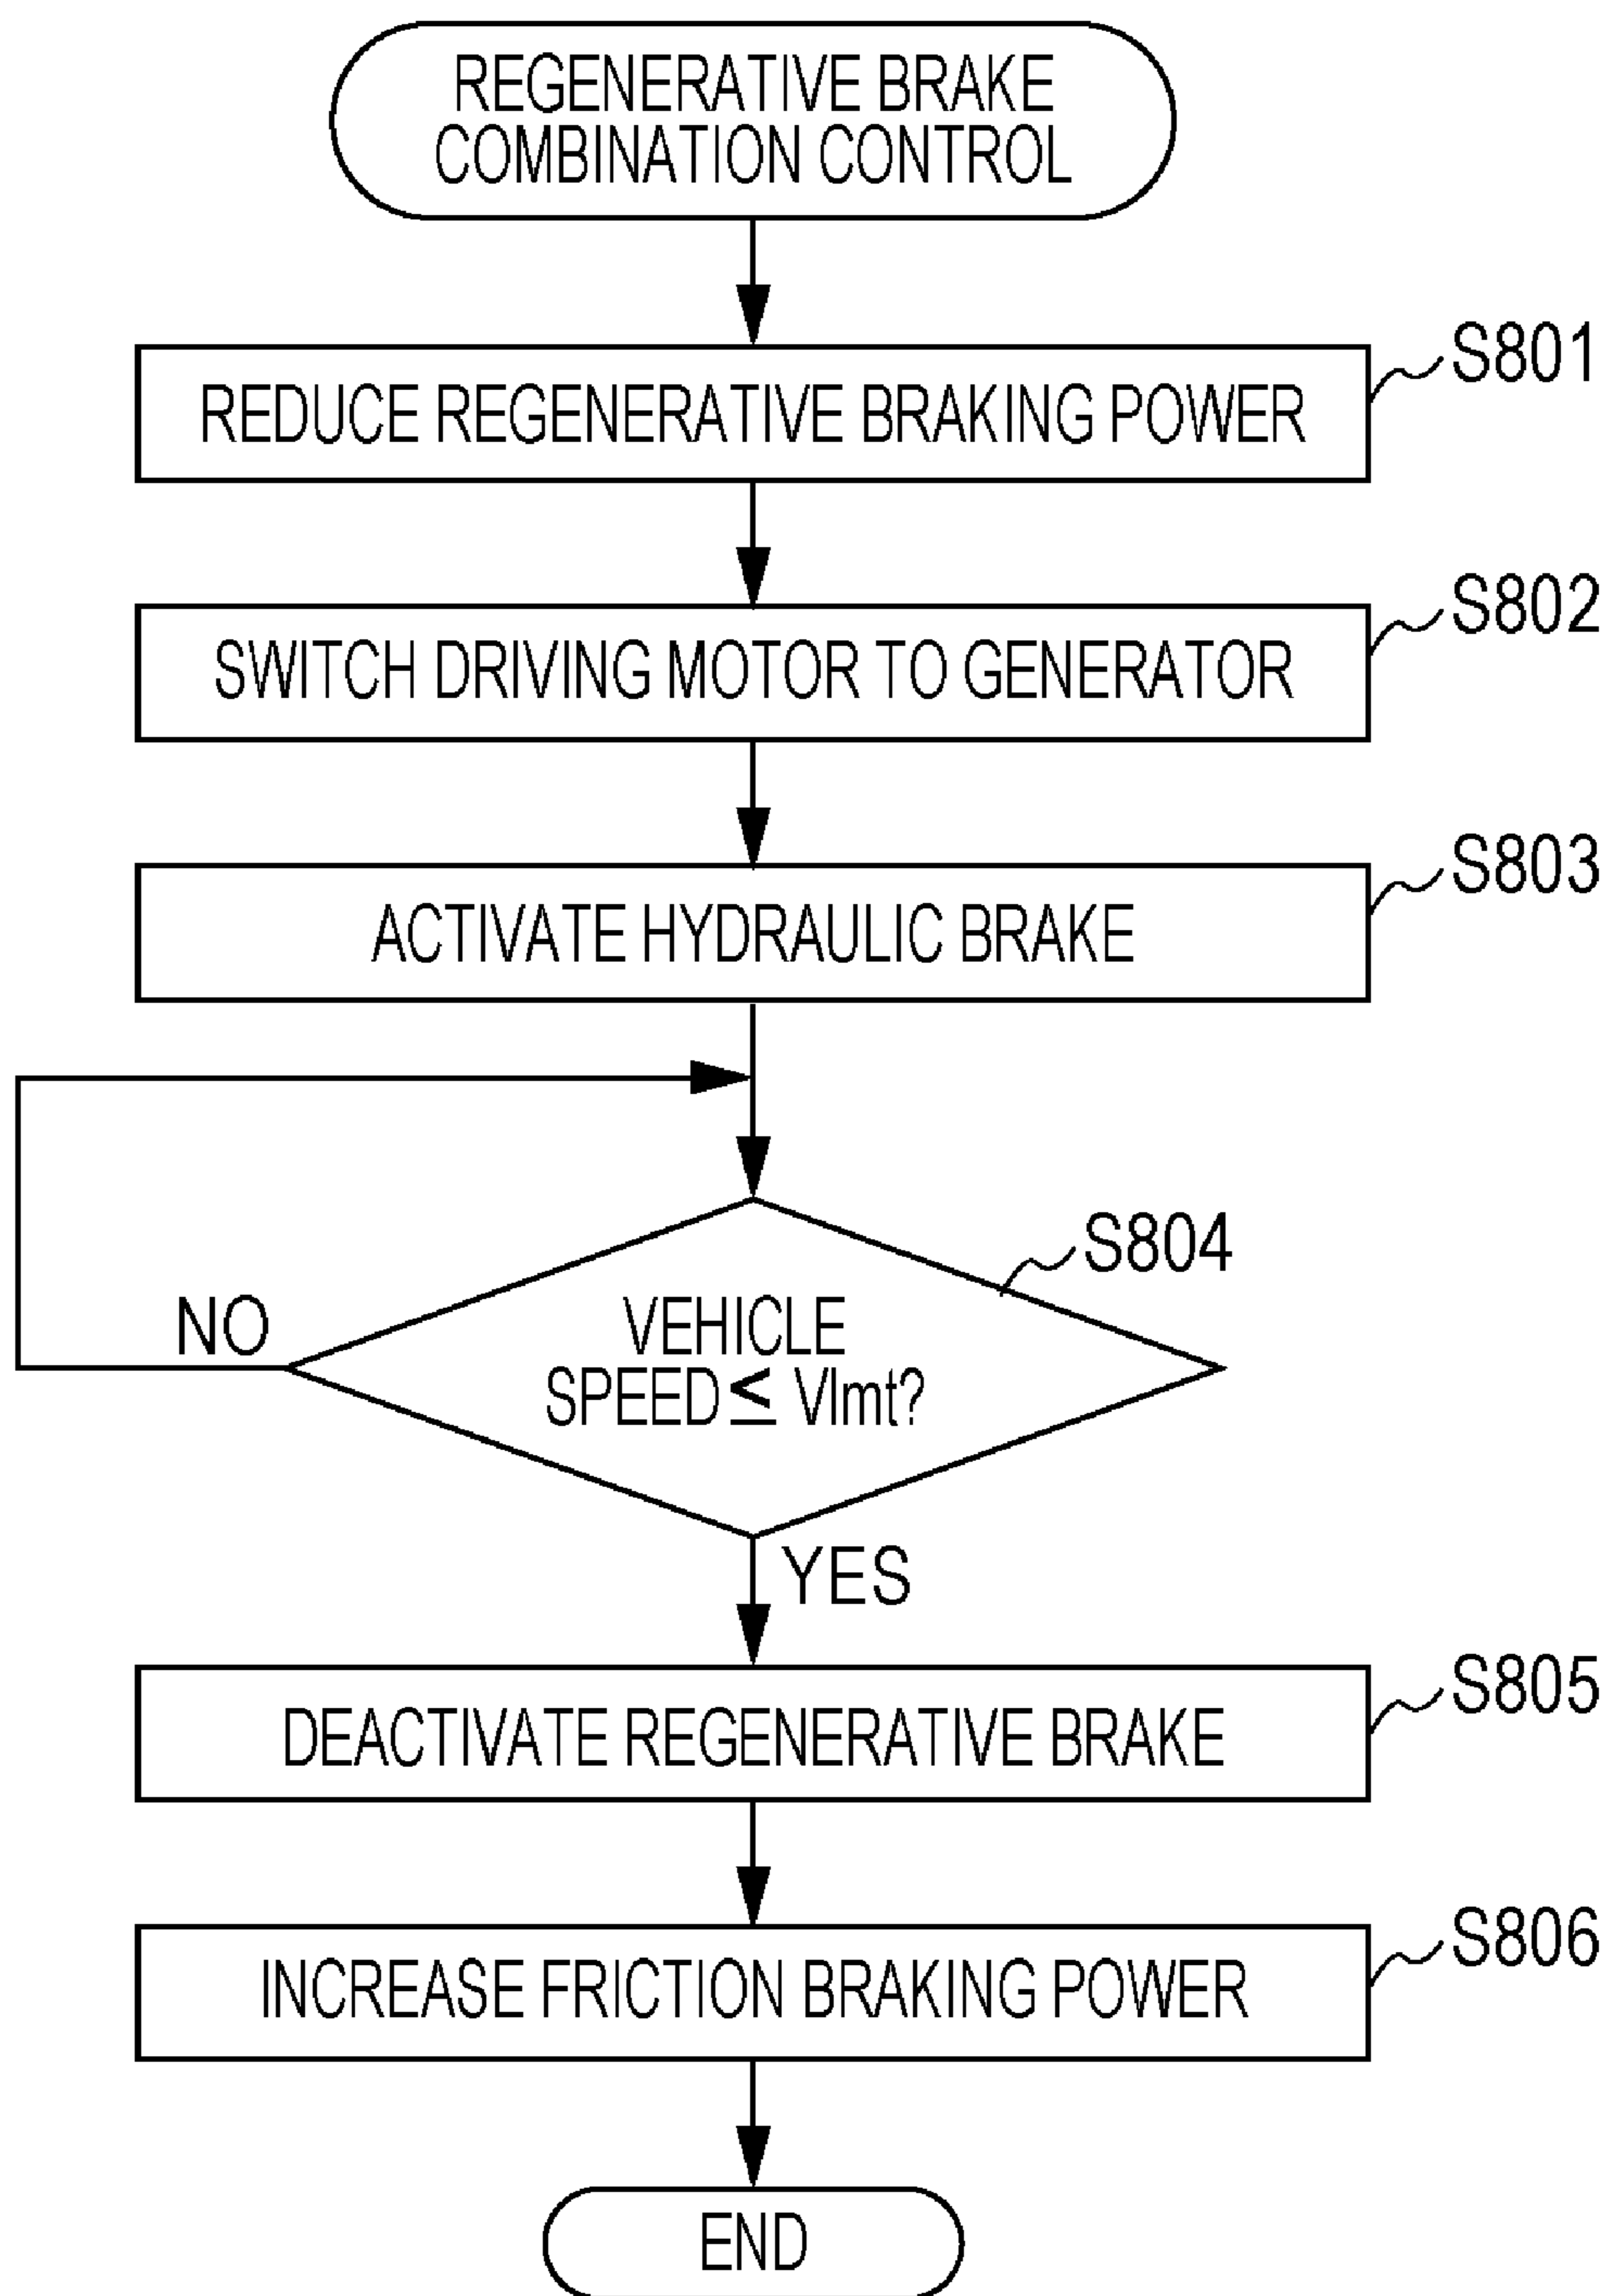 REGENERATIVE BRAKE
COMBINATION CONTROL
S801
REDUCE REGENERATIVE BRAKING POWER
S802
SWITCH DRIVING MOTOR TO GENERATOR
S803
ACTIVATE HYDRAULIC BRAKE
S804
NO
VEHICLE
SPEED ≤ Vlmt?
YES
S805
DEACTIVATE REGENERATIVE BRAKE
S806
INCREASE FRICTION BRAKING POWER
END